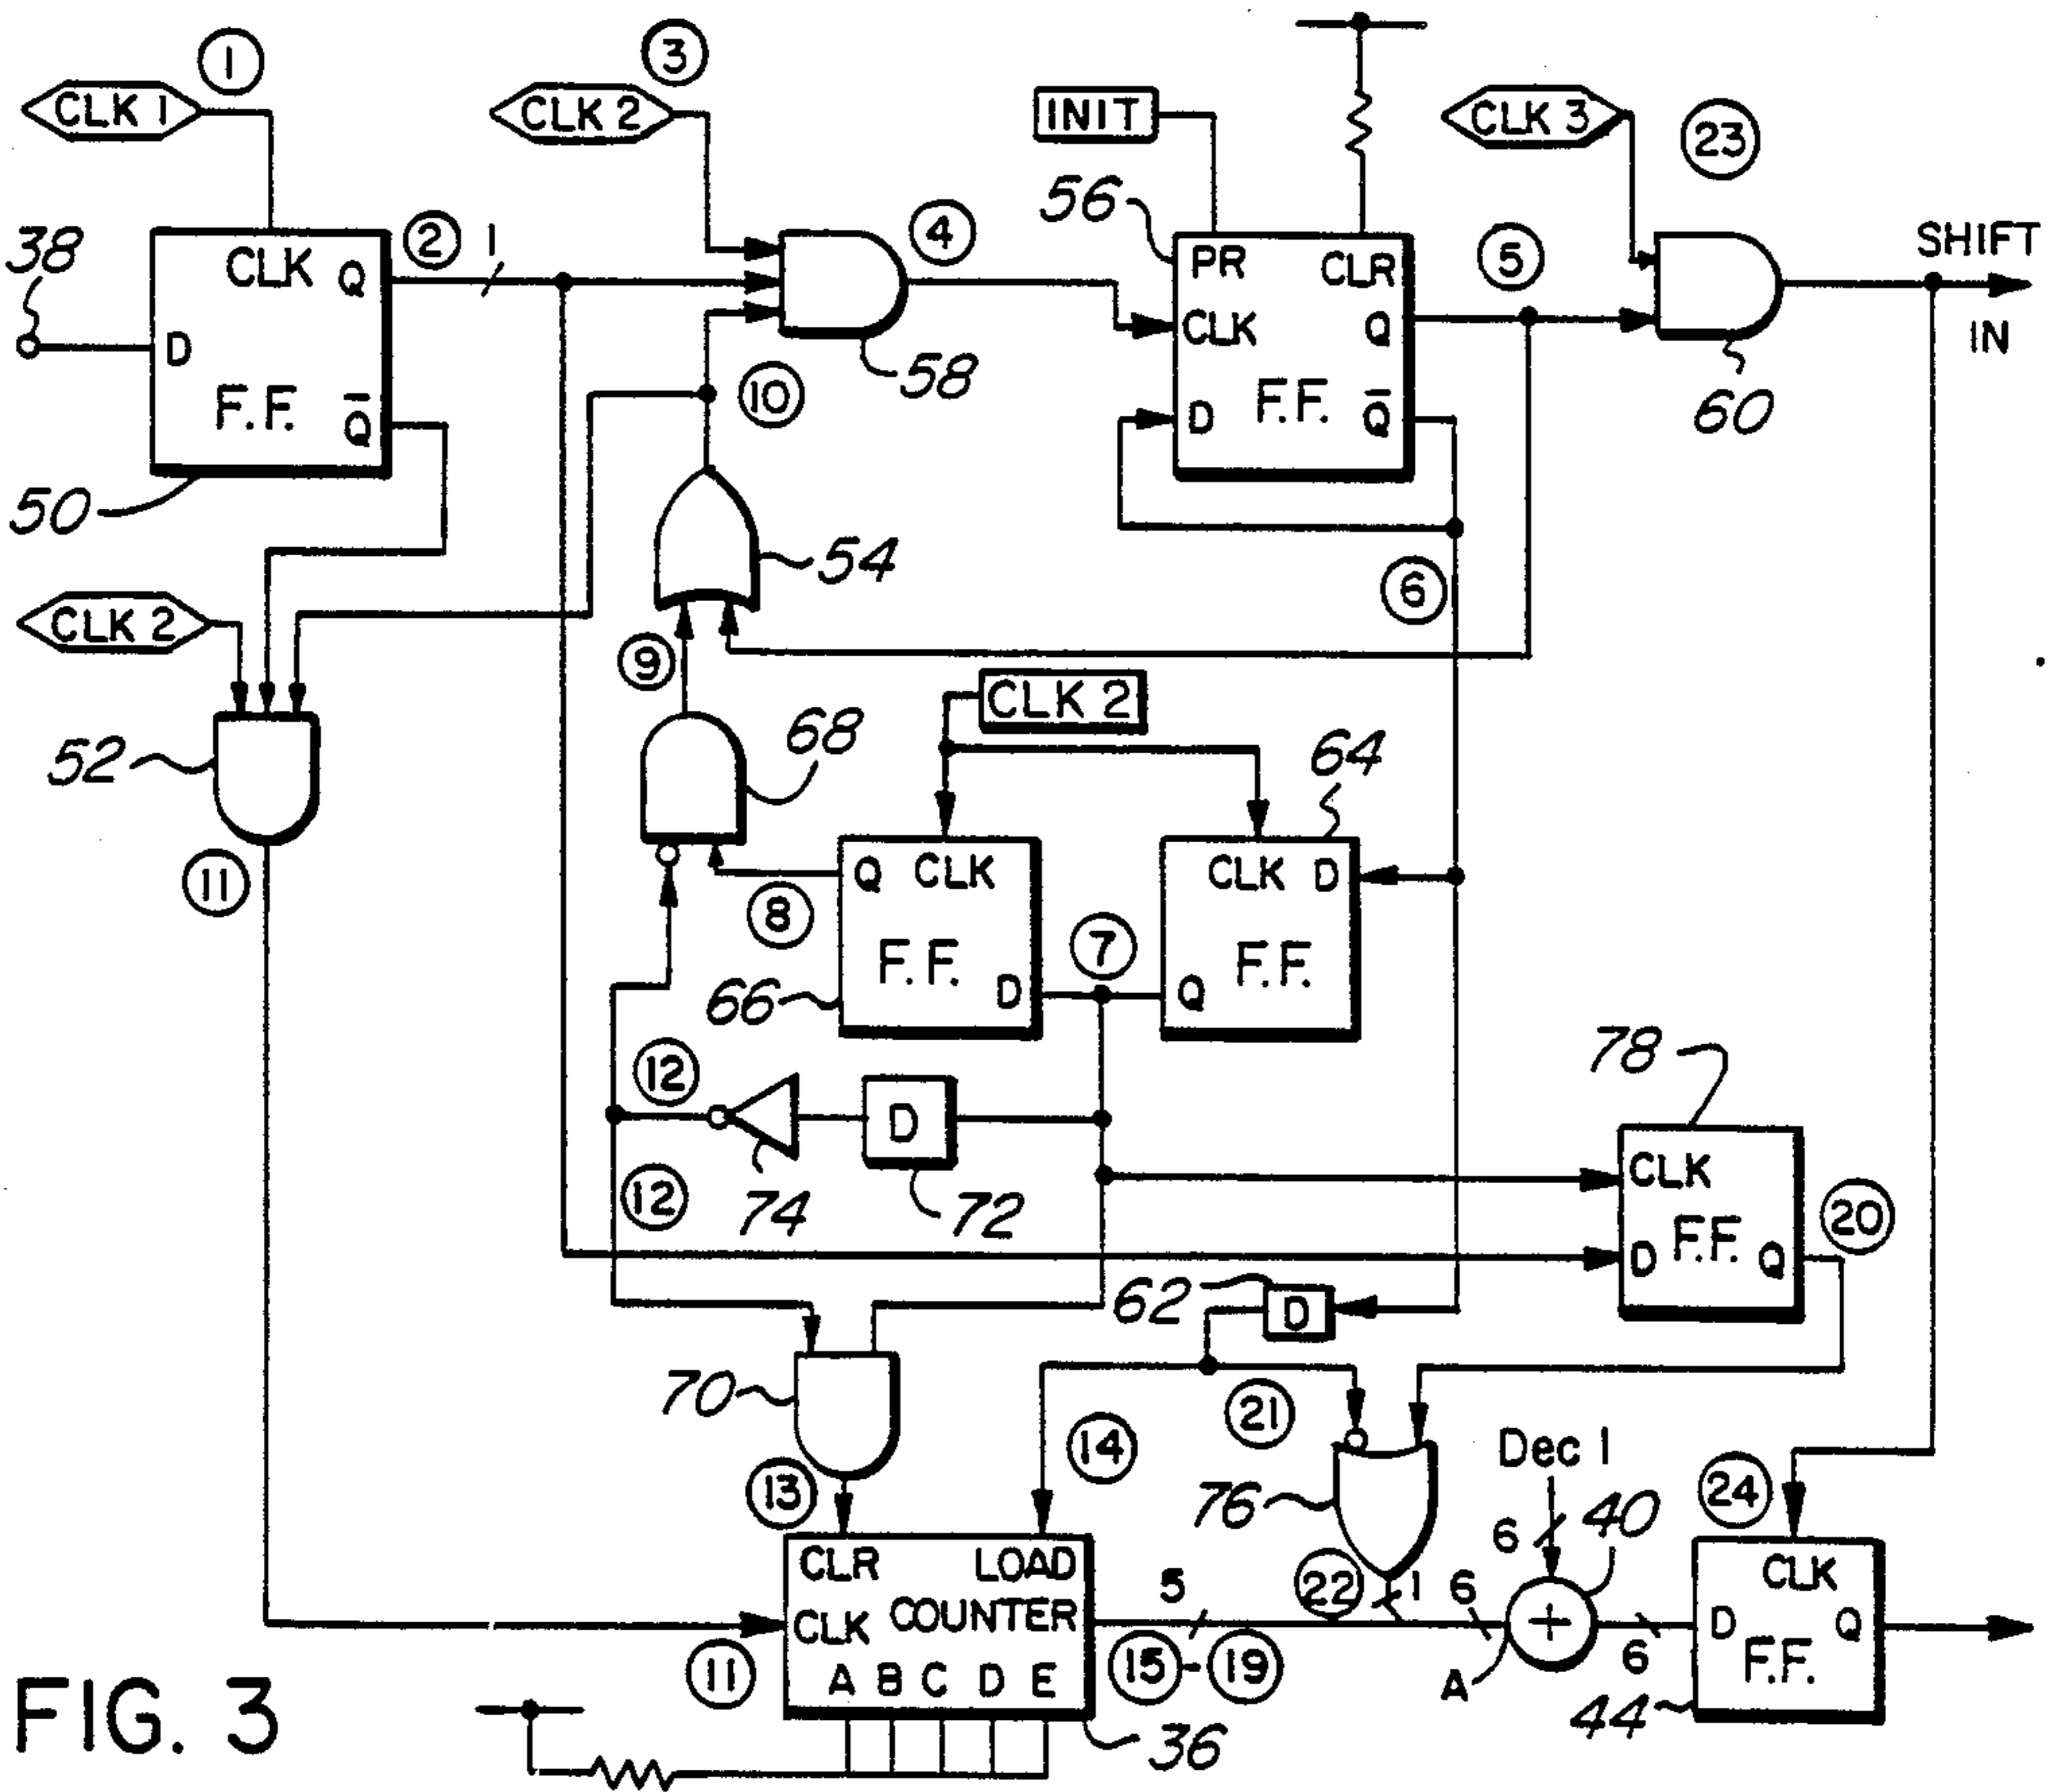 1
3
CLK 1
CLK 2
INIT
CLK 3
23
38
CLK Q
D
F.F.
Q̅
50
2
1
4
58
10
56
PR CLR
CLK Q
D F.F. Q̅
5
6
SHIFT
IN
60
54
CLK 2
9
CLK 2
52
68
64
11
Q CLK
F.F.
D
8
66
7
CLK D
F.F.
Q
12
D
74
72
12
78
CLK
F.F.
D Q
20
62
D
70
21
14
13
76
Dec 1
6
40
24
CLR LOAD
COUNTER
CLK
A B C D E
11
36
5
15-19
22
1
6
A
6
CLK
D Q
F.F.
44
FIG. 3